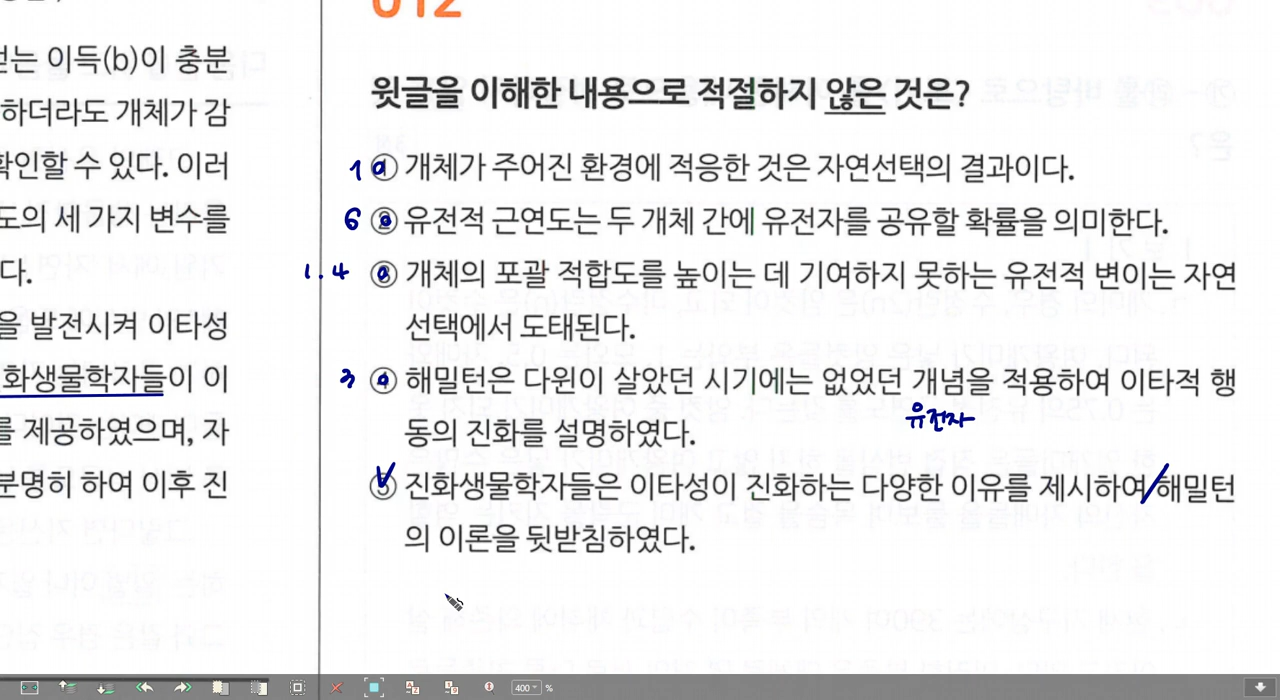 012
얻는 이득(b)이 충분
하더라도 개체가 감
확인할 수 있다. 이러
도의 세 가지 변수를
다.
을 발전시켜 이타성
화생물학자들이 이
를 제공하였으며, 자
분명히 하여 이후 진
윗글을 이해한 내용으로 적절하지 않은 것은?
1 ① 개체가 주어진 환경에 적응한 것은 자연선택의 결과이다.
6 ② 유전적 근연도는 두 개체 간에 유전자를 공유할 확률을 의미한다.
1.4 ③ 개체의 포괄 적합도를 높이는 데 기여하지 못하는 유전적 변이는 자연
선택에서 도태된다.
3 ④ 해밀턴은 다윈이 살았던 시기에는 없었던 개념을 적용하여 이타적 행
유전자
동의 진화를 설명하였다.
⑤ 진화생물학자들은 이타성이 진화하는 다양한 이유를 제시하여/해밀턴
의 이론을 뒷받침하였다.
400 %